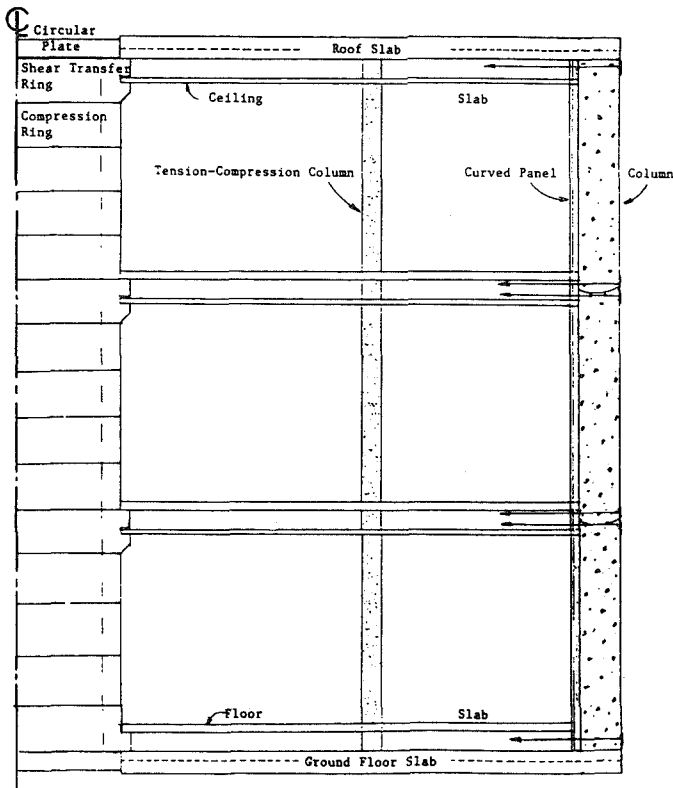 ℄ Circular
Plate
Roof Slab
Shear Transfer
Ring
Ceiling
Slab
Compression
Ring
Tension-Compression Column
Curved Panel
Column
Floor
Slab
Ground Floor Slab